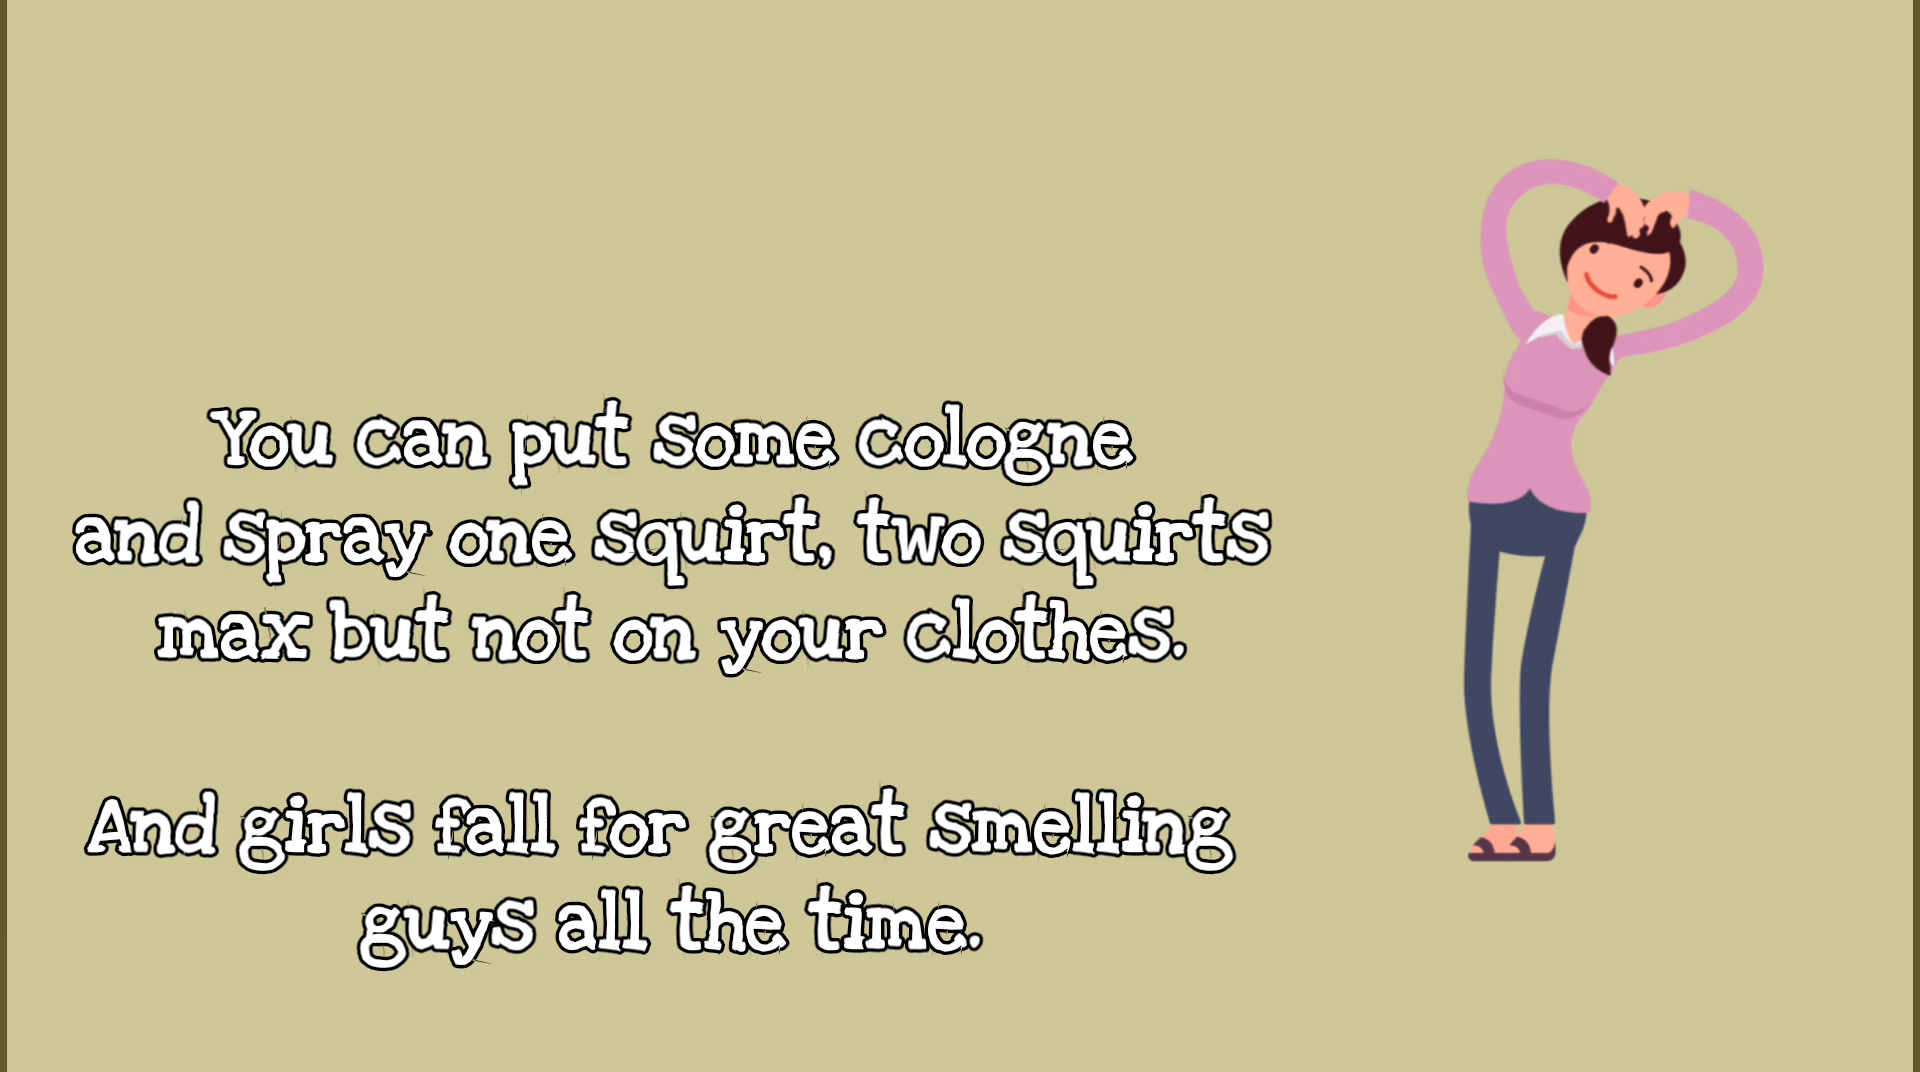 You can put some cologne
and spray one squirt, two squirts
max but not on your clothes.
And girls fall for great smelling
guys all the time.